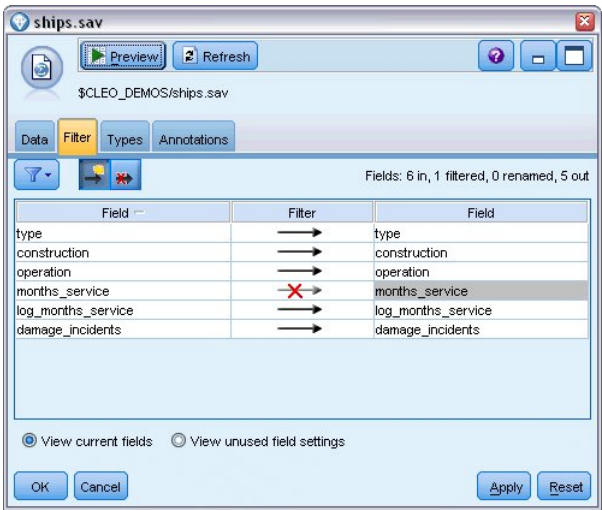 ships.sav
Preview Refresh
$CLEO_DEMOS/ships.sav
Data Filter Types Annotations
Fields: 6 in, 1 filtered, 0 renamed, 5 out
Field Filter Field
type type
construction construction
operation operation
months_service months_service
log_months_service log_months_service
damage_incidents damage_incidents
View current fields View unused field settings
OK Cancel Apply Reset